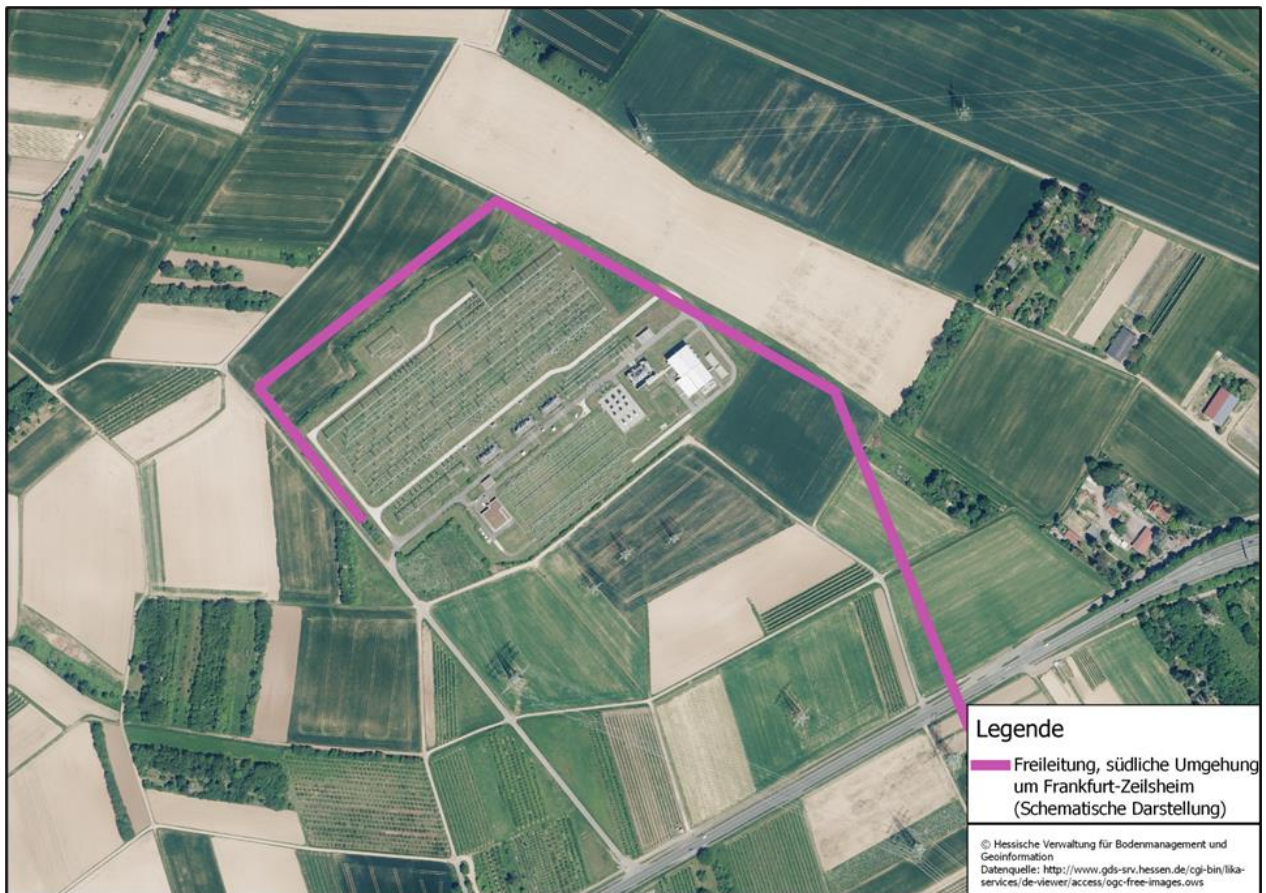 Legende
Freileitung, südliche Umgehung
um Frankfurt-Zeilsheim
(Schematische Darstellung)
© Hessische Verwaltung für Bodenmanagement und
Geoinformation
Datenquelle: http://www.gds-srv.hessen.de/cgi-bin/lika-
services/de-viewer/access/ogc-free-images.ows